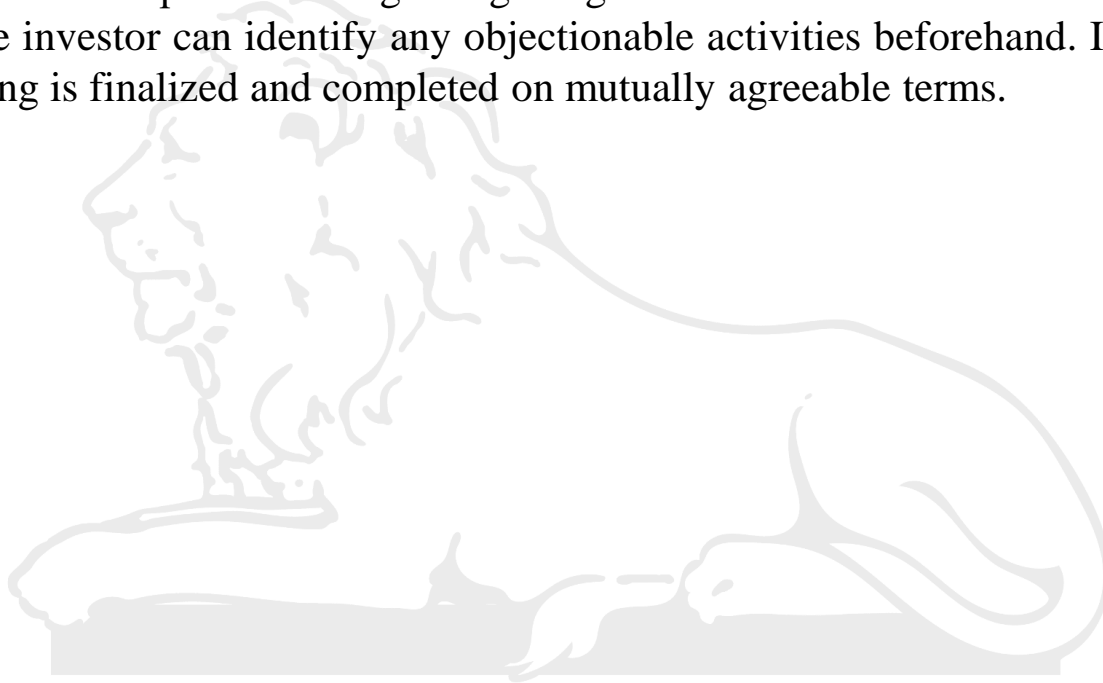 e investor can identify any objectionable activities beforehand. I
ng is finalized and completed on mutually agreeable terms.